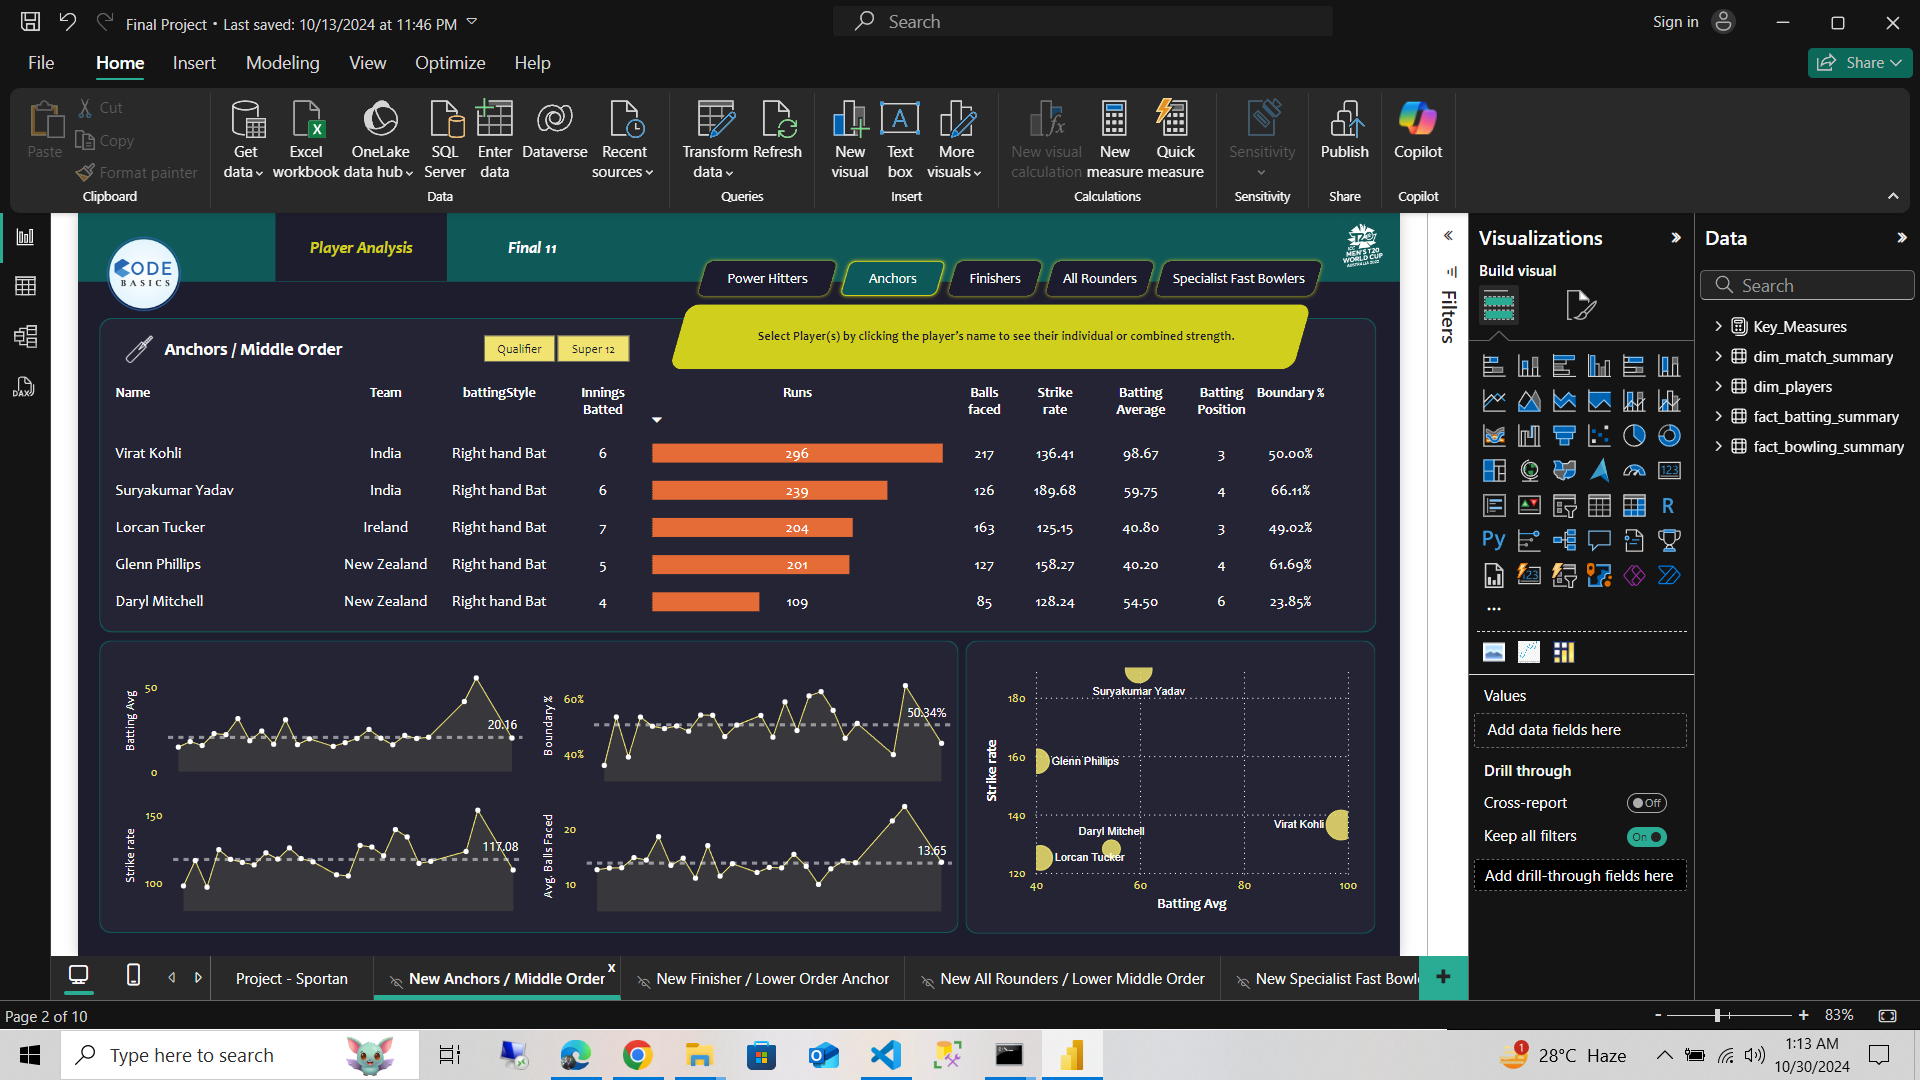 Final Project • Last saved: 10/13/2024 at 11:46 PM
Search
Sign in
File
Home
Insert
Modeling
View
Optimize
Help
Share
Paste
Cut
Copy
Format painter
Clipboard
Get data
Excel workbook
OneLake data hub
SQL Server
Enter data
Dataverse
Recent sources
Data
Transform data
Refresh
Queries
New visual
Text box
More visuals
Insert
New visual calculation
New measure
Quick measure
Calculations
Sensitivity
Sensitivity
Publish
Share
Copilot
Copilot
CODE
BASICS
Player Analysis
Final 11
ICC
MEN'S T20
WORLD CUP
AUSTRALIA 2022
Power Hitters
Anchors
Finishers
All Rounders
Specialist Fast Bowlers
Select Player(s) by clicking the player's name to see their individual or combined strength.
Anchors / Middle Order
Qualifier
Super 12
Name Team battingStyle Innings Batted Runs Balls faced Strike rate Batting Average Batting Position Boundary %
Virat Kohli India Right hand Bat 6 296 217 136.41 98.67 3 50.00%
Suryakumar Yadav India Right hand Bat 6 239 126 189.68 59.75 4 66.11%
Lorcan Tucker Ireland Right hand Bat 7 204 163 125.15 40.80 3 49.02%
Glenn Phillips New Zealand Right hand Bat 5 201 127 158.27 40.20 4 61.69%
Daryl Mitchell New Zealand Right hand Bat 4 109 85 128.24 54.50 6 23.85%
Batting Avg
50
0
20.16
Boundary %
60%
40%
50.34%
Strike rate
150
100
117.08
Avg. Balls Faced
20
10
13.65
Strike rate
180
160
140
120
40 60 80 100
Batting Avg
Suryakumar Yadav
Glenn Phillips
Virat Kohli
Daryl Mitchell
Lorcan Tucker
Filters
Visualizations
Build visual
123
R
Py
123
...
Values
Add data fields here
Drill through
Cross-report
Off
Keep all filters
On
Add drill-through fields here
Data
Search
Key_Measures
dim_match_summary
dim_players
fact_batting_summary
fact_bowling_summary
DAX
Project - Sportan
New Anchors / Middle Order
x
New Finisher / Lower Order Anchor
New All Rounders / Lower Middle Order
New Specialist Fast Bowl
+
Page 2 of 10
- + 83%
Type here to search
1
28°C Haze
1:13 AM
10/30/2024